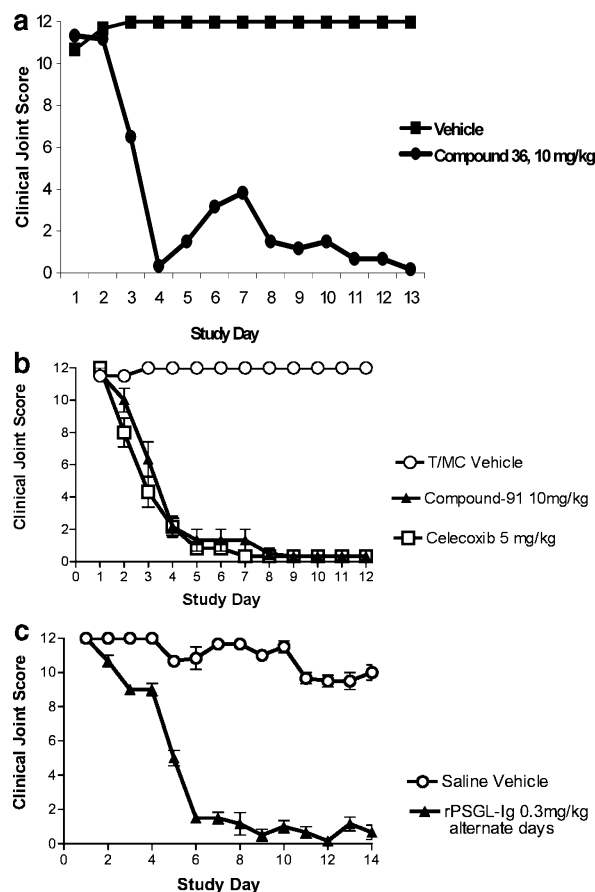 a
12
10
8
6
4
2
0
Clinical Joint Score
1 2 3 4 5 6 7 8 9 10 11 12 13
Study Day
Vehicle
Compound 36, 10 mg/kg
b
12
10
8
6
4
2
0
Clinical Joint Score
0 1 2 3 4 5 6 7 8 9 10 11 12
Study Day
T/MC Vehicle
Compound-91 10mg/kg
Celecoxib 5 mg/kg
c
12
10
8
6
4
2
0
Clinical Joint Score
0 2 4 6 8 10 12 14
Study Day
Saline Vehicle
rPSGL-Ig 0.3mg/kg
alternate days